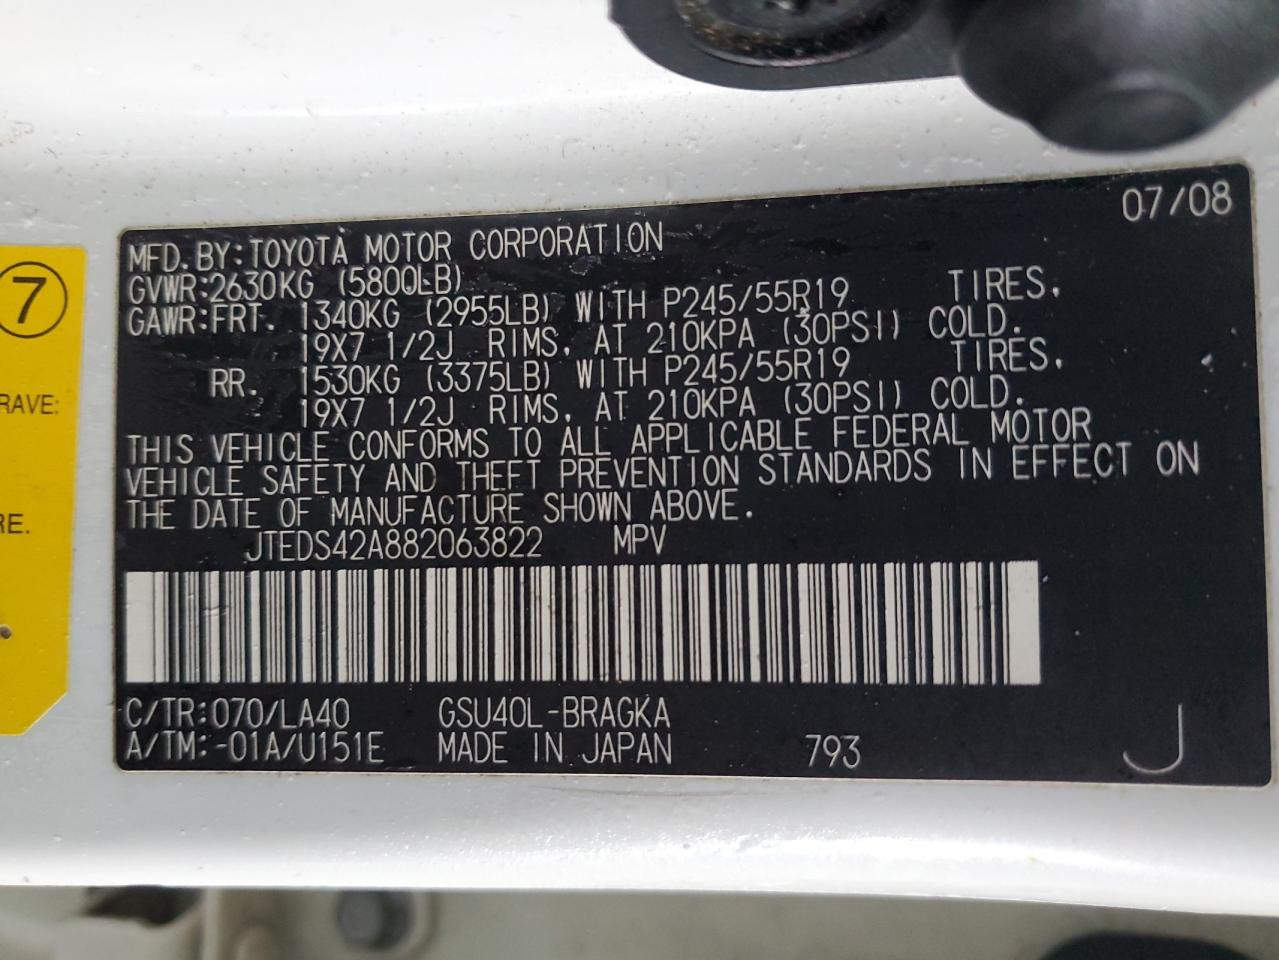 07/08
MFD. BY: TOYOTA MOTOR CORPORATION
GVWR: 2630KG (5800LB)
GAWR: FRT. 1340KG (2955LB) WITH P245/55R19 TIRES,
19X7 1/2J RIMS, AT 210KPA (30PSI) COLD.
RR. 1530KG (3375LB) WITH P245/55R19 TIRES,
19X7 1/2J RIMS, AT 210KPA (30PSI) COLD.
THIS VEHICLE CONFORMS TO ALL APPLICABLE FEDERAL MOTOR
VEHICLE SAFETY AND THEFT PREVENTION STANDARDS IN EFFECT ON
THE DATE OF MANUFACTURE SHOWN ABOVE.
JTEDS42A882063822 MPV
C/TR: 070/LA40 GSU40L-BRAGKA
A/TM: -01A/U151E MADE IN JAPAN 793 J
7
RAVE:
RE.